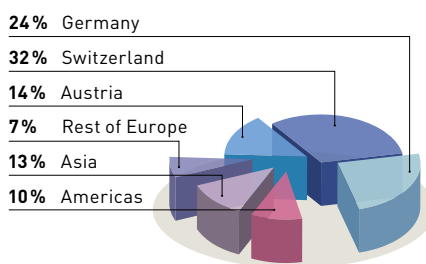 24% Germany
32% Switzerland
14% Austria
7% Rest of Europe
13% Asia
10% Americas